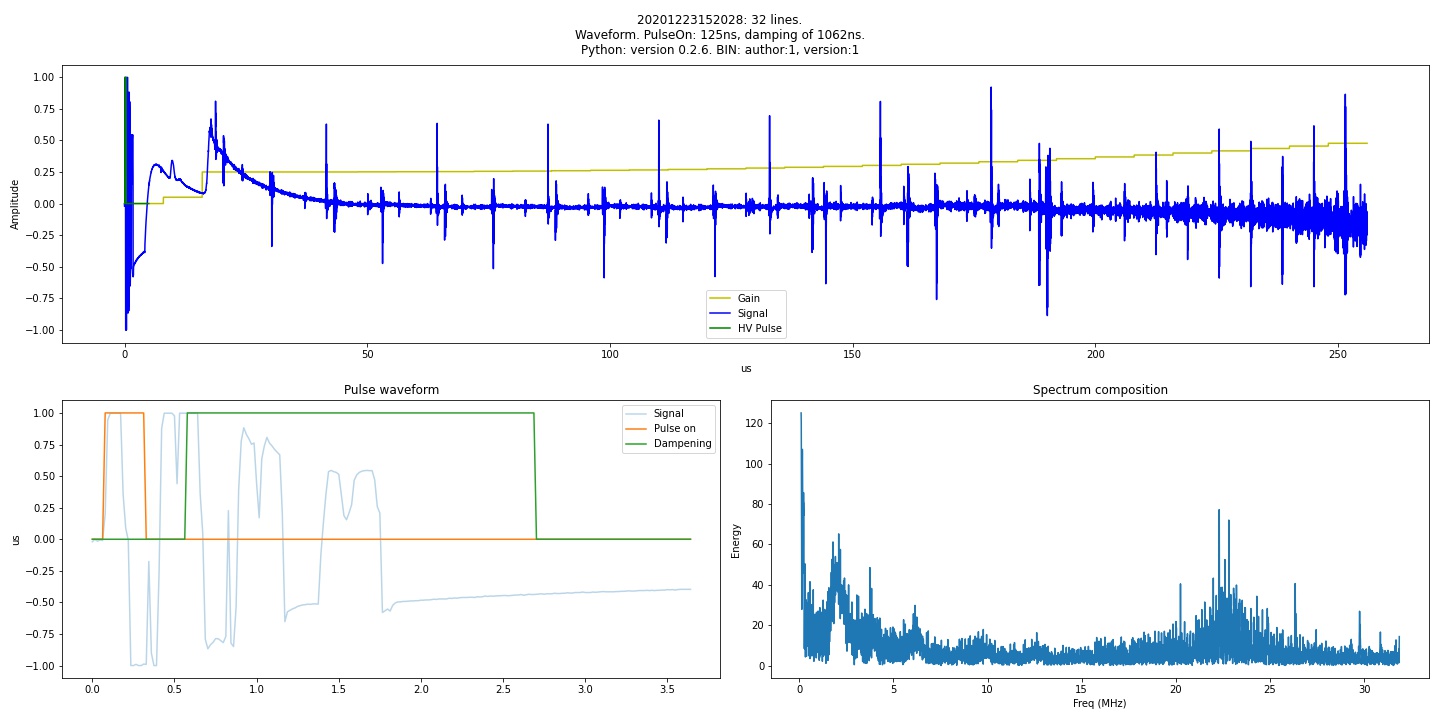 20201223152028: 32 lines.
Waveform. PulseOn: 125ns, damping of 1062ns.
Python: version 0.2.6. BIN: author:1, version:1
1.00
0.75
0.50
0.25
0.00
−0.25
−0.50
−0.75
−1.00
Amplitude
Gain
Signal
HV Pulse
0 50 100 150 200 250
us
Pulse waveform
1.00
0.75
0.50
0.25
0.00
−0.25
−0.50
−0.75
−1.00
us
Signal
Pulse on
Dampening
0.0 0.5 1.0 1.5 2.0 2.5 3.0 3.5
Spectrum composition
120
100
80
60
40
20
0
Energy
0 5 10 15 20 25 30
Freq (MHz)